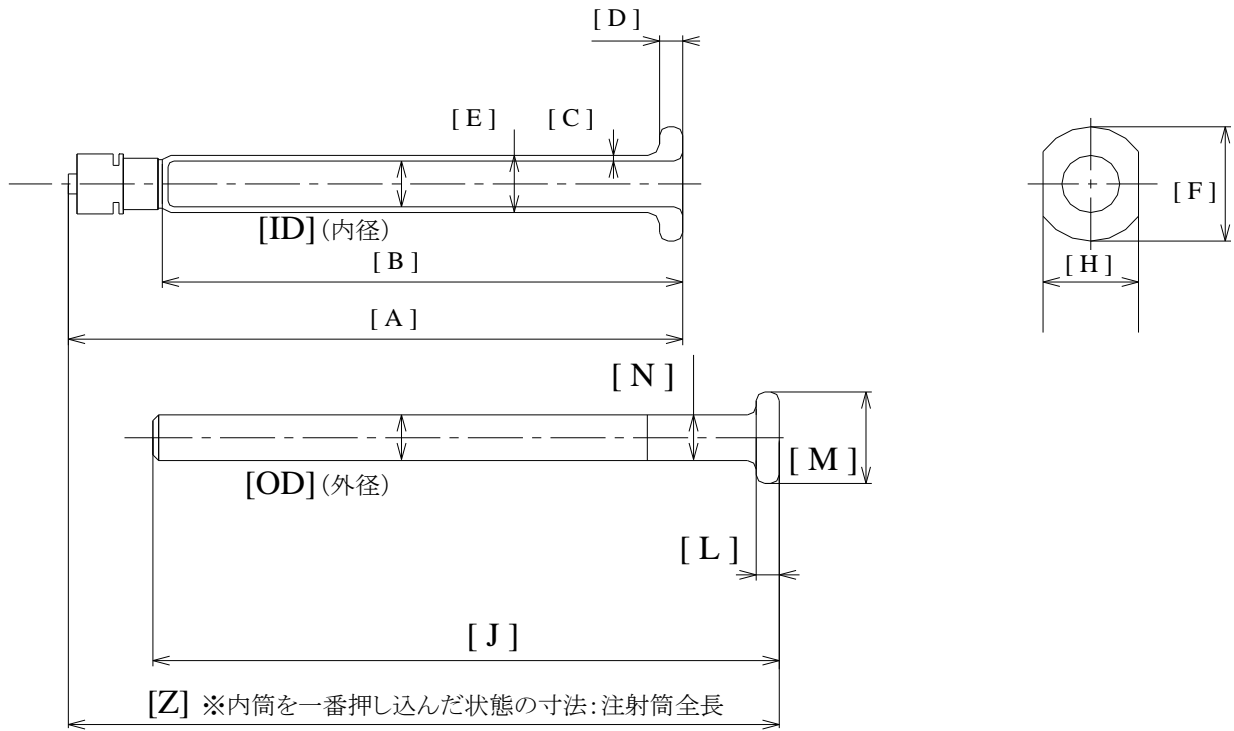 [ D ]
[ E ]
[ C ]
[ F ]
[ID] (内径)
[ B ]
[ H ]
[ A ]
[ N ]
[ M ]
[OD] (外径)
[ L ]
[ J ]
[Z] ※内筒を一番押し込んだ状態の寸法:注射筒全長